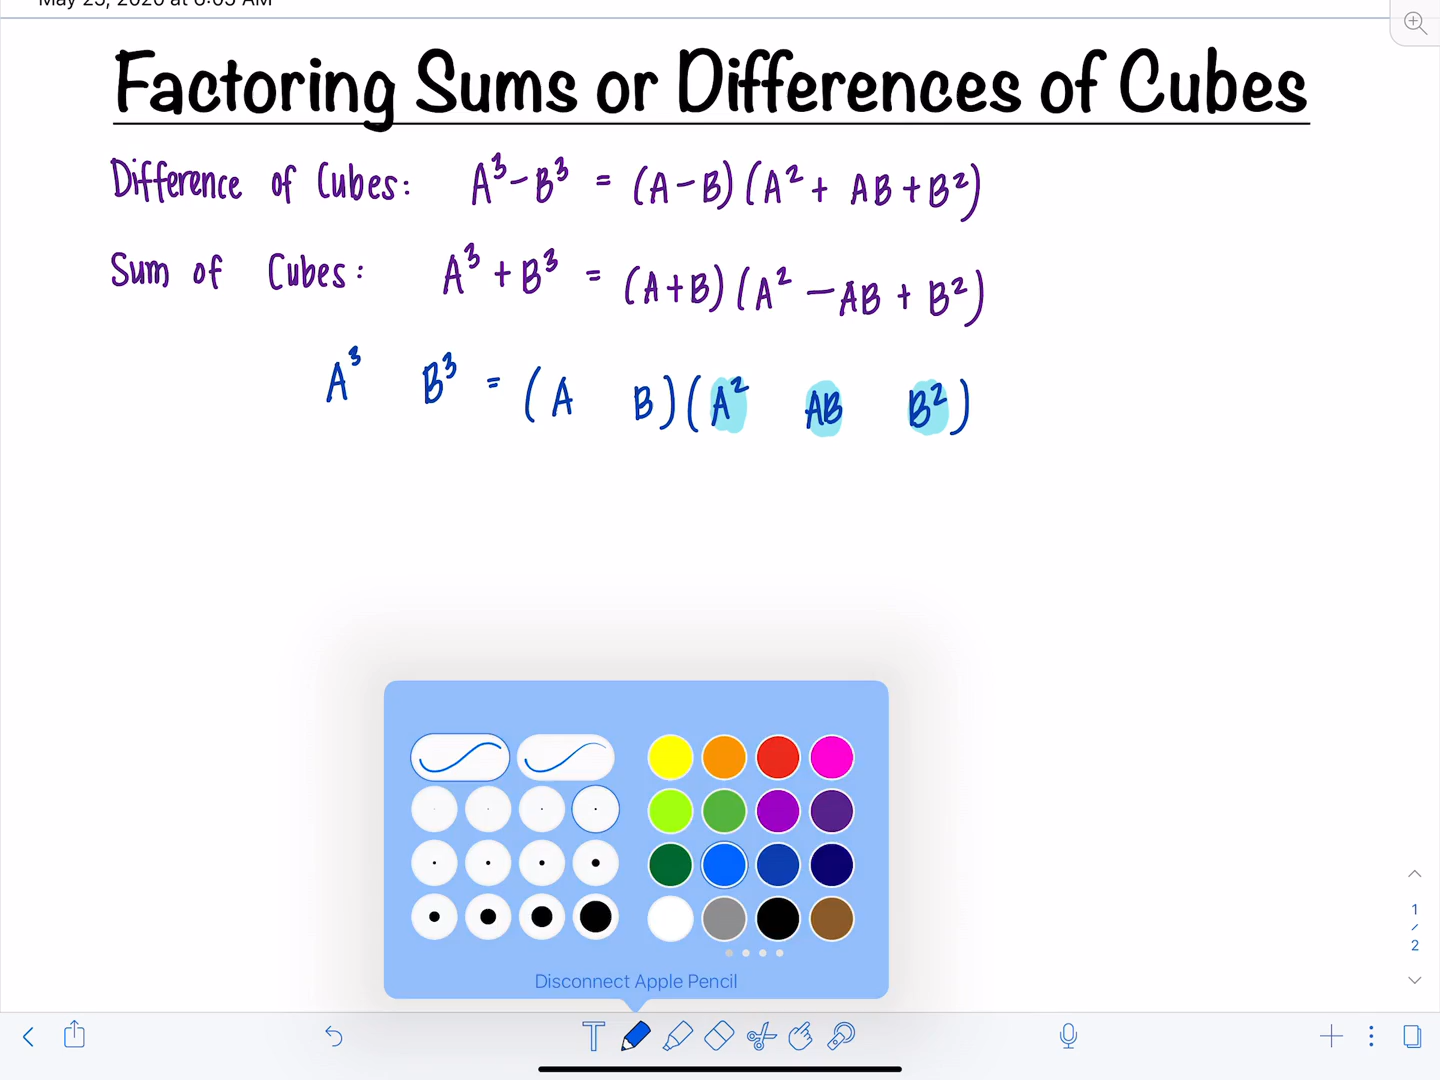 Factoring Sums or Differences of Cubes
Difference of Cubes: A³ - B³ = (A - B)(A² + AB + B²)
Sum of Cubes: A³ + B³ = (A + B)(A² - AB + B²)
A³ B³ = (A B)(A² AB B²)
Disconnect Apple Pencil
1
/
2
T